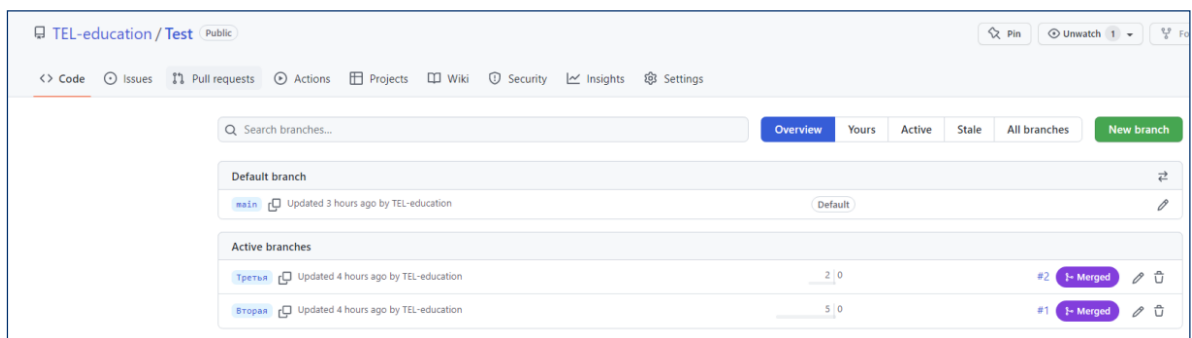 TEL-education / Test Public
Pin Unwatch 1 Fo
Code Issues Pull requests Actions Projects Wiki Security Insights Settings
Search branches... Overview Yours Active Stale All branches New branch
Default branch
main Updated 3 hours ago by TEL-education Default
Active branches
Третья Updated 4 hours ago by TEL-education 2 0 #2 Merged
Вторая Updated 4 hours ago by TEL-education 5 0 #1 Merged